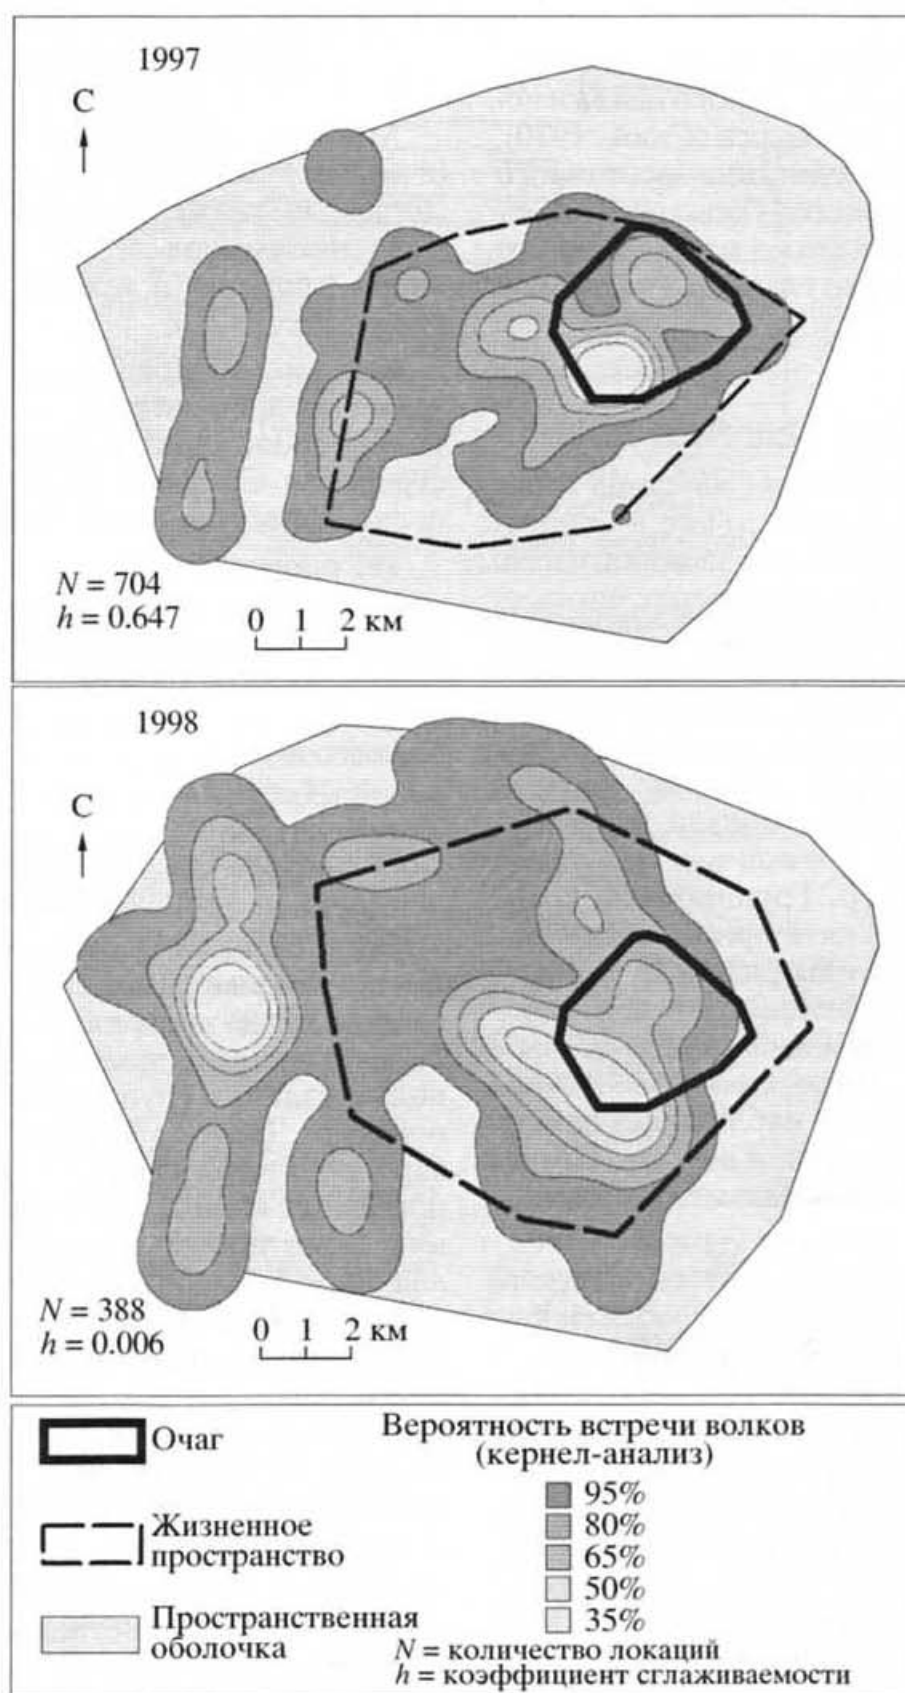 1997
С
N = 704
h = 0.647
0 1 2 км
1998
С
N = 388
h = 0.006
0 1 2 км
Очаг
Жизненное
пространство
Пространственная
оболочка
Вероятность встречи волков
(кернел-анализ)
95%
80%
65%
50%
35%
N = количество локаций
h = коэффициент сглаживаемости